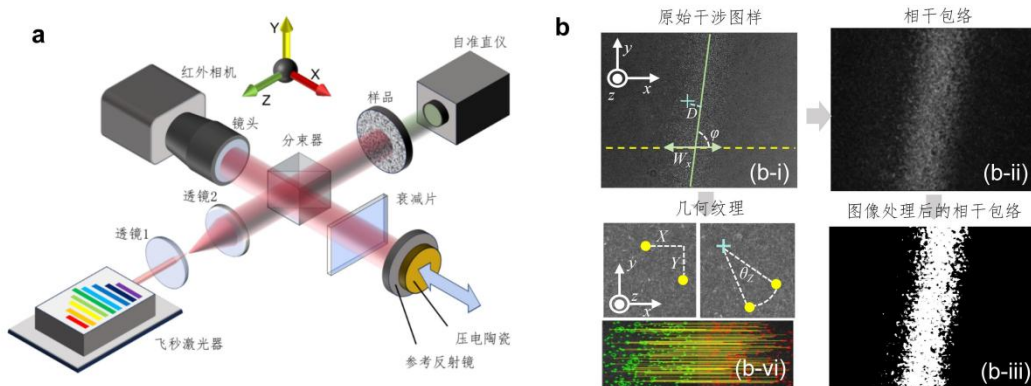 a
Y
X
Z
红外相机
镜头
自准直仪
样品
分束器
透镜2
衰减片
透镜1
飞秒激光器
压电陶瓷
参考反射镜
b
原始干涉图样
y
z
x
D
φ
Wx
(b-i)
相干包络
(b-ii)
几何纹理
X
Y
y
z
x
θZ
(b-vi)
图像处理后的相干包络
(b-iii)